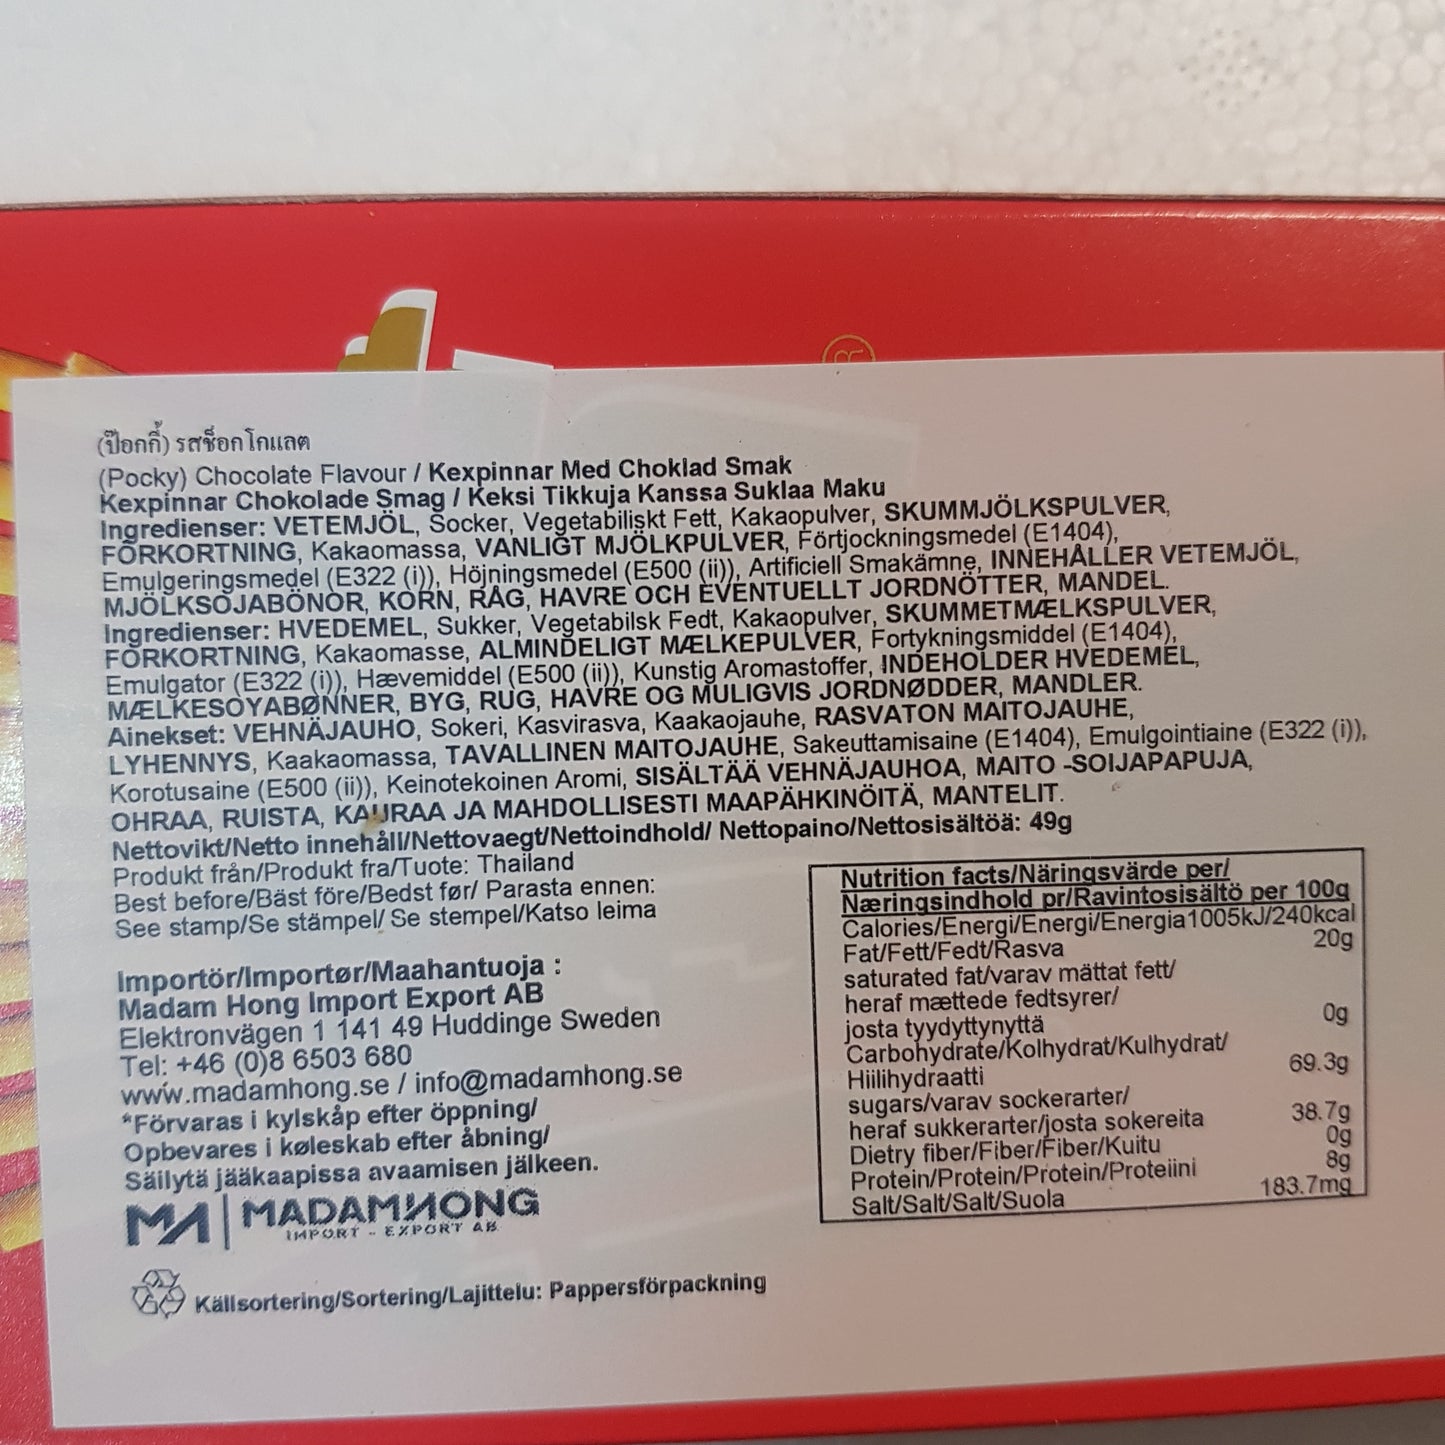 (ป๊อกกี้) รสช็อกโกแลต
(Pocky) Chocolate Flavour / Kexpinnar Med Choklad Smak
Kexpinnar Chokolade Smag / Keksi Tikkuja Kanssa Suklaa Maku
Ingredienser: VETEMJÖL, Socker, Vegetabiliskt Fett, Kakaopulver, SKUMMJÖLKSPULVER,
FÖRKORTNING, Kakaomassa, VANLIGT MJÖLKPULVER, Förtjockningsmedel (E1404),
Emulgeringsmedel (E322 (i)), Höjningsmedel (E500 (ii)), Artificiell Smakämne, INNEHÅLLER VETEMJÖL,
MJÖLKSOJABÖNOR, KORN, RÅG, HAVRE OCH EVENTUELLT JORDNÖTTER, MANDEL.
Ingredienser: HVEDEMEL, Sukker, Vegetabilsk Fedt, Kakaopulver, SKUMMETMÆLKSPULVER,
FÖRKORTNING, Kakaomasse, ALMINDELIGT MÆLKEPULVER, Fortykningsmiddel (E1404),
Emulgator (E322 (i)), Hævemiddel (E500 (ii)), Kunstig Aromastoffer, INDEHOLDER HVEDEMEL,
MÆLKESOYABØNNER, BYG, RUG, HAVRE OG MULIGVIS JORDNØDDER, MANDLER.
Ainekset: VEHNÄJAUHO, Sokeri, Kasvirasva, Kaakaojauhe, RASVATON MAITOJAUHE,
LYHENNYS, Kaakaomassa, TAVALLINEN MAITOJAUHE, Sakeuttamisaine (E1404), Emulgointiaine (E322 (i)),
Korotusaine (E500 (ii)), Keinotekoinen Aromi, SISÄLTÄÄ VEHNÄJAUHOA, MAITO -SOIJAPAPUJA,
OHRAA, RUISTA, KAURAA JA MAHDOLLISESTI MAAPÄHKINÖITÄ, MANTELIT.
Nettovikt/Netto innehåll/Nettovaegt/Nettoindhold/ Nettopaino/Nettosisältöä: 49g
Produkt från/Produkt fra/Tuote: Thailand
Best before/Bäst före/Bedst før/ Parasta ennen:
See stamp/Se stämpel/ Se stempel/Katso leima
Importör/Importør/Maahantuoja :
Madam Hong Import Export AB
Elektronvägen 1 141 49 Huddinge Sweden
Tel: +46 (0)8 6503 680
www.madamhong.se / info@madamhong.se
*Förvaras i kylskåp efter öppning/
Opbevares i køleskab efter åbning/
Säilytä jääkaapissa avaamisen jälkeen.
MADAMHONG
IMPORT - EXPORT AB
Källsortering/Sortering/Lajittelu: Pappersförpackning
Nutrition facts/Näringsvärde per/
Næringsindhold pr/Ravintosisältö per 100g
Calories/Energi/Energi/Energia 1005kJ/240kcal
Fat/Fett/Fedt/Rasva 20g
saturated fat/varav mättat fett/
heraf mættede fedtsyrer/
josta tyydyttynyttä 0g
Carbohydrate/Kolhydrat/Kulhydrat/
Hiilihydraatti 69.3g
sugars/varav sockerarter/
heraf sukkerarter/josta sokereita 38.7g
Dietry fiber/Fiber/Fiber/Kuitu 0g
Protein/Protein/Protein/Proteiini 8g
Salt/Salt/Salt/Suola 183.7mg